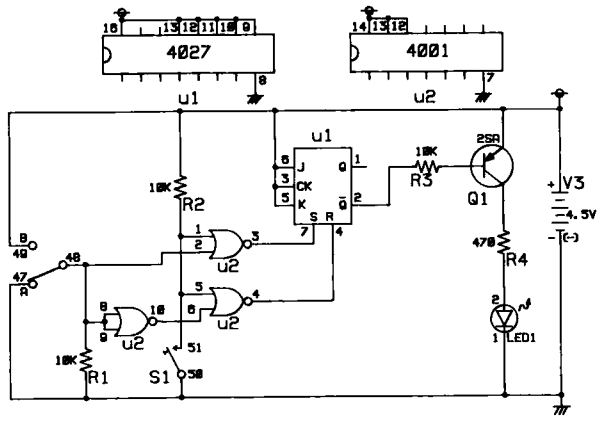 16 13 12 11 10 9
4027
8
u1
14 13 12
4001
7
u2
u1
6 J Q 1
3 CK
5 K Q 2
S R
7 4
10K
R3
2SA
Q1
+ V3
4.5V
- (-)
10K
R2
1
2
3
u2
5
6
4
u2
B
49
48
47
A
8
9
10
u2
10K
R1
51
S1 50
470
R4
2
1 LED1